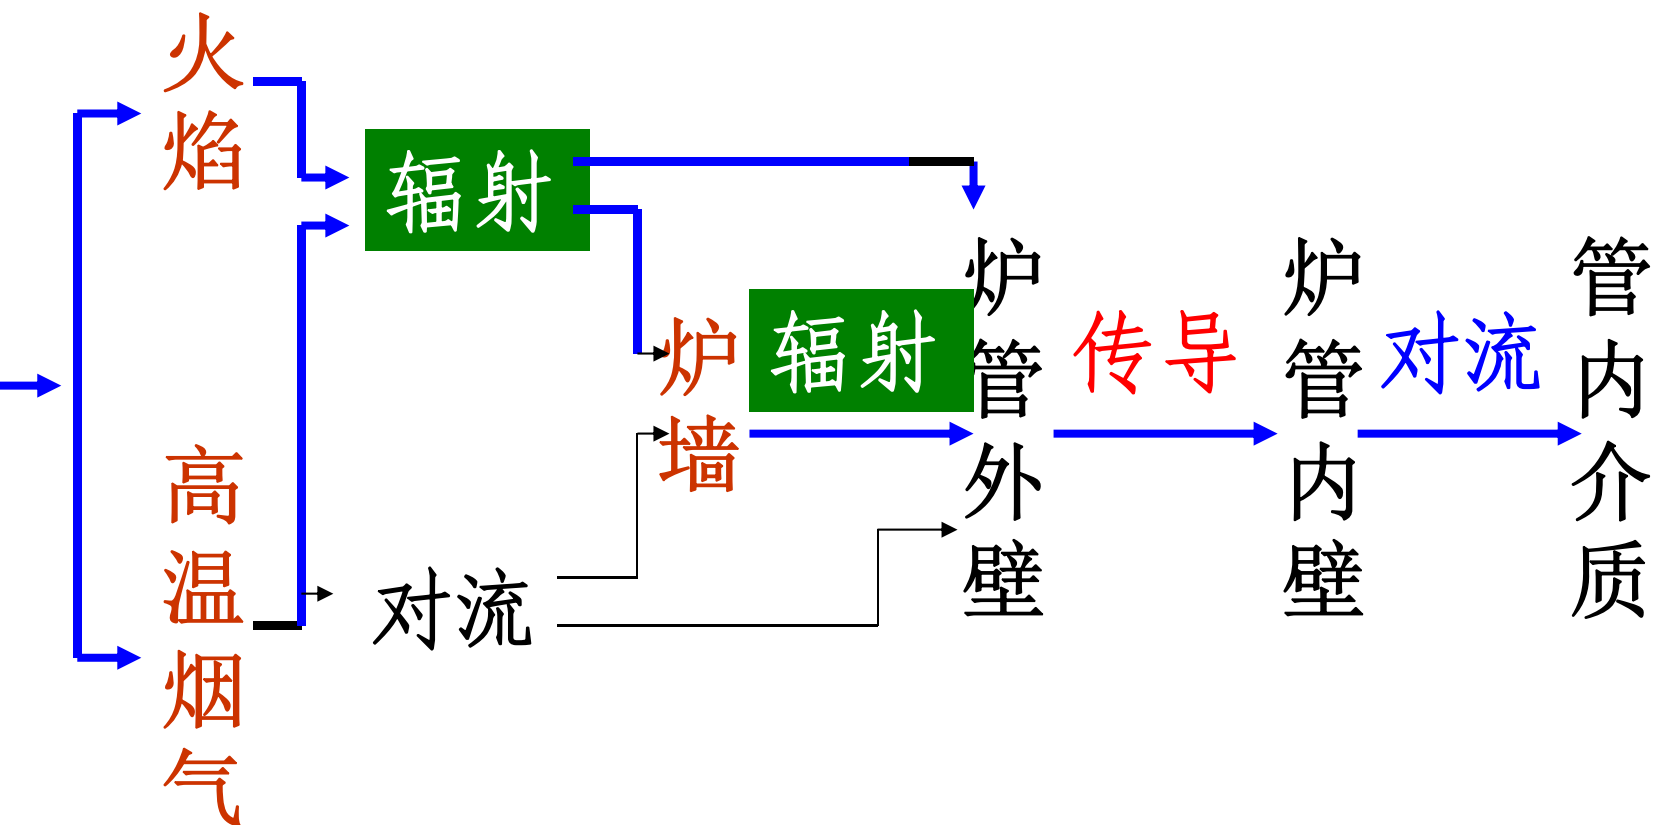 火焰
高温烟气
辐射
对流
炉墙
辐射
炉管外壁
传导
炉管内壁
对流
管内介质